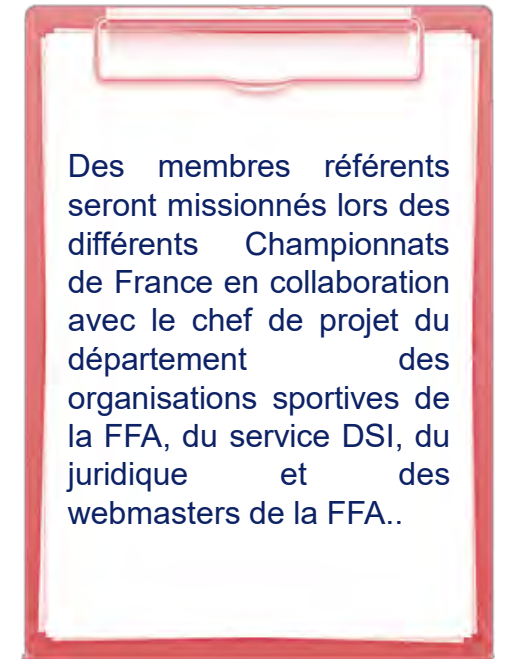 Des membres référents
seront missionnés lors des
différents Championnats
de France en collaboration
avec le chef de projet du
département des
organisations sportives de
la FFA, du service DSI, du
juridique et des
webmasters de la FFA..